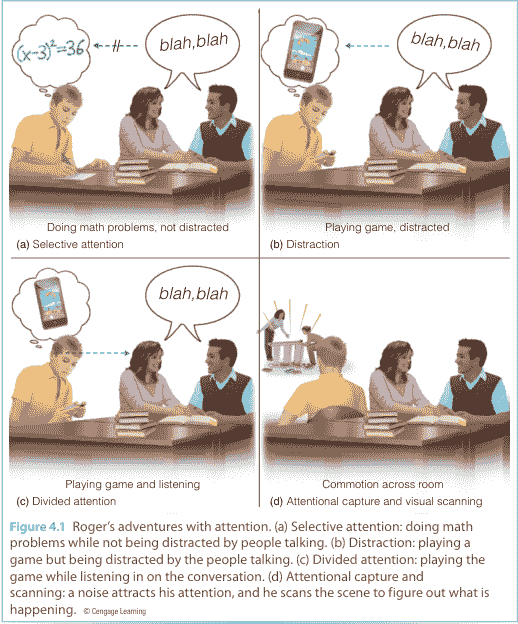 (x-3)²=36
blah,blah
Doing math problems, not distracted
(a) Selective attention
blah,blah
Playing game, distracted
(b) Distraction
blah,blah
Playing game and listening
(c) Divided attention
Commotion across room
(d) Attentional capture and visual scanning
Figure 4.1 Roger’s adventures with attention. (a) Selective attention: doing math
problems while not being distracted by people talking. (b) Distraction: playing a
game but being distracted by the people talking. (c) Divided attention: playing the
game while listening in on the conversation. (d) Attentional capture and
scanning: a noise attracts his attention, and he scans the scene to figure out what is
happening. © Cengage Learning